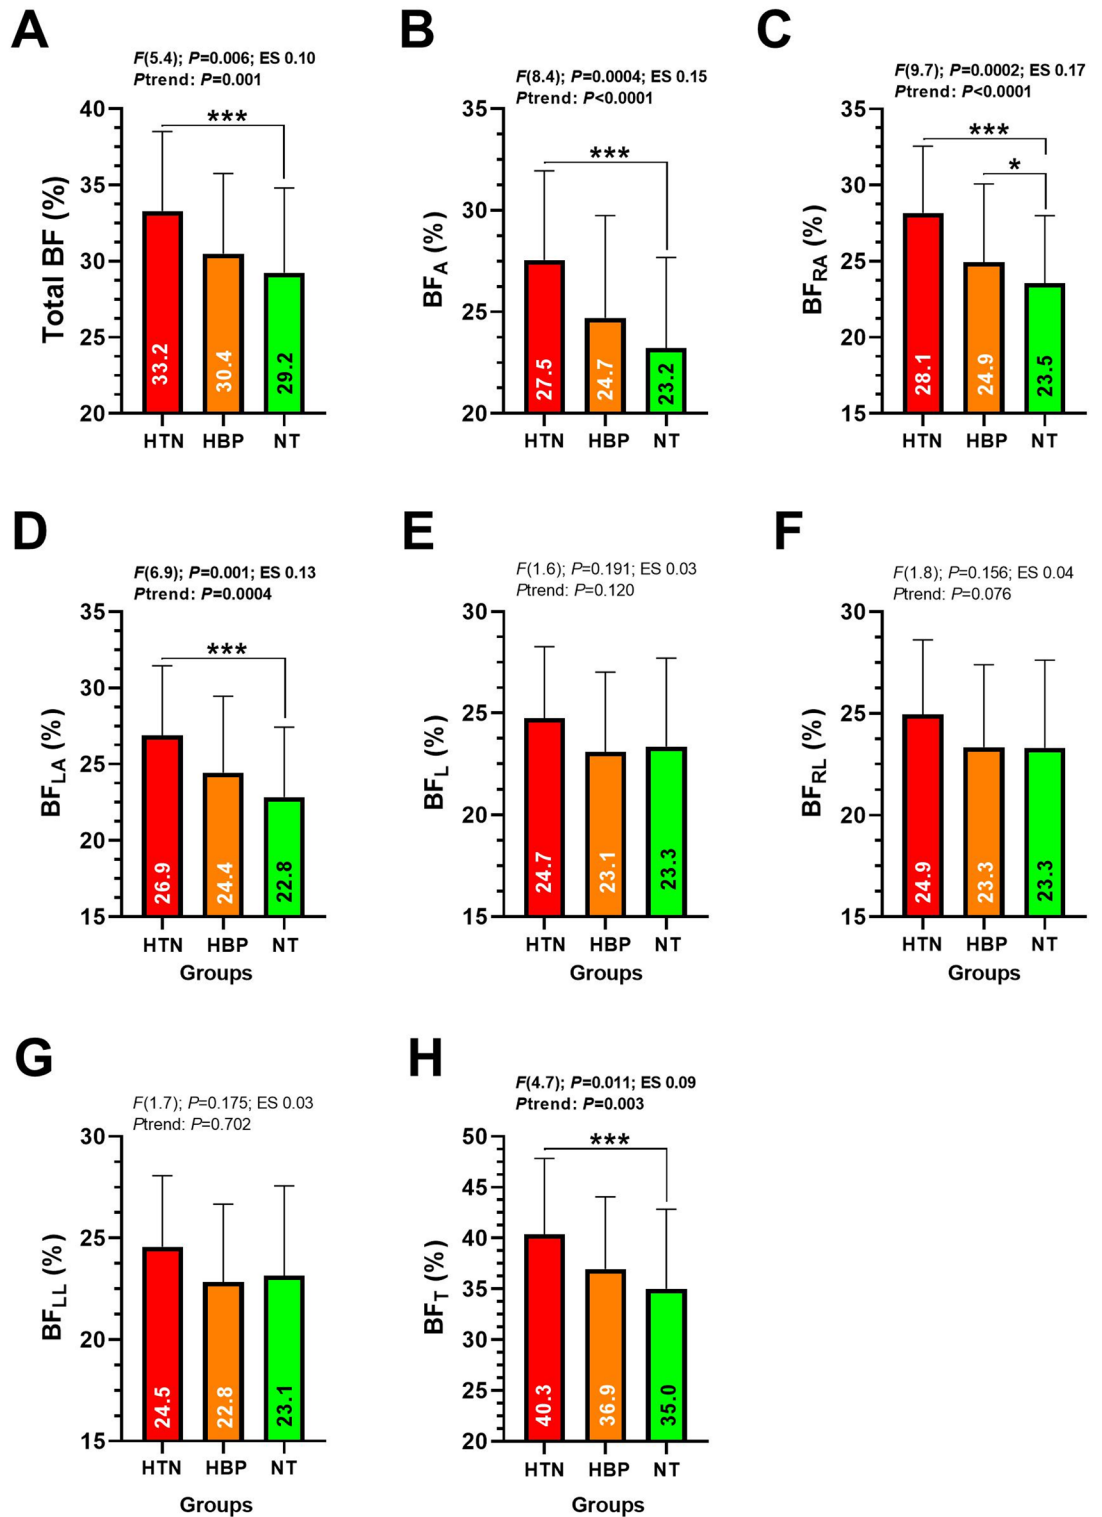 A
F(5.4); P=0.006; ES 0.10
Ptrend: P=0.001
***
40
35
30
25
20
Total BF (%)
33.2
30.4
29.2
HTN HBP NT
B
F(8.4); P=0.0004; ES 0.15
Ptrend: P<0.0001
***
35
30
25
20
BFA (%)
27.5
24.7
23.2
HTN HBP NT
C
F(9.7); P=0.0002; ES 0.17
Ptrend: P<0.0001
***
*
35
30
25
20
15
BFRA (%)
28.1
24.9
23.5
HTN HBP NT
D
F(6.9); P=0.001; ES 0.13
Ptrend: P=0.0004
***
35
30
25
20
15
BFLA (%)
26.9
24.4
22.8
HTN HBP NT
Groups
E
F(1.6); P=0.191; ES 0.03
Ptrend: P=0.120
30
25
20
15
BFL (%)
24.7
23.1
23.3
HTN HBP NT
Groups
F
F(1.8); P=0.156; ES 0.04
Ptrend: P=0.076
30
25
20
15
BFRL (%)
24.9
23.3
23.3
HTN HBP NT
Groups
G
F(1.7); P=0.175; ES 0.03
Ptrend: P=0.702
30
25
20
15
BFLL (%)
24.5
22.8
23.1
HTN HBP NT
Groups
H
F(4.7); P=0.011; ES 0.09
Ptrend: P=0.003
***
50
45
40
35
30
25
20
BFT (%)
40.3
36.9
35.0
HTN HBP NT
Groups